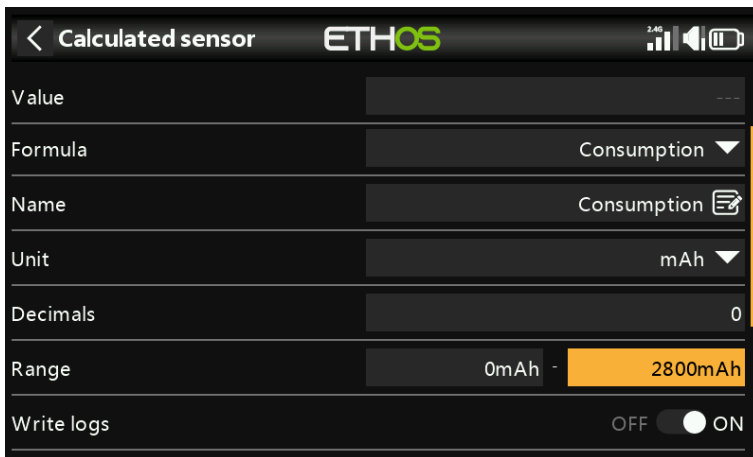 Calculated sensor ETHOS 2.4G
Value ---
Formula Consumption
Name Consumption
Unit mAh
Decimals 0
Range 0mAh - 2800mAh
Write logs OFF ON